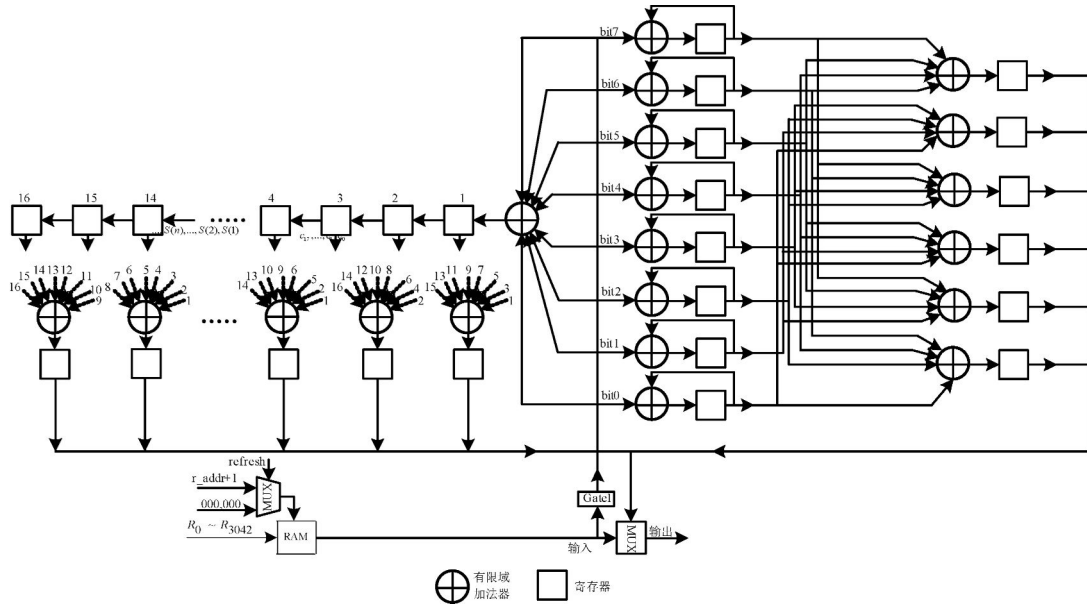 bit7
bit6
bit5
bit4
bit3
bit2
bit1
bit0
16 15 14 4 3 2 1
S(n),...,S(2),S(1)
16 15 14 13 12 11 10 9
8 7 6 5 4 3 2 1
14 13 10 9 6 5 2 1
14 16 12 10 8 6 4 2
15 13 11 9 7 5 3 1
refresh
r_addr+1
000,000
MUX
R0 ~ R3042
RAM
Gate1
输入
MUX
输出
有限域
加法器
寄存器